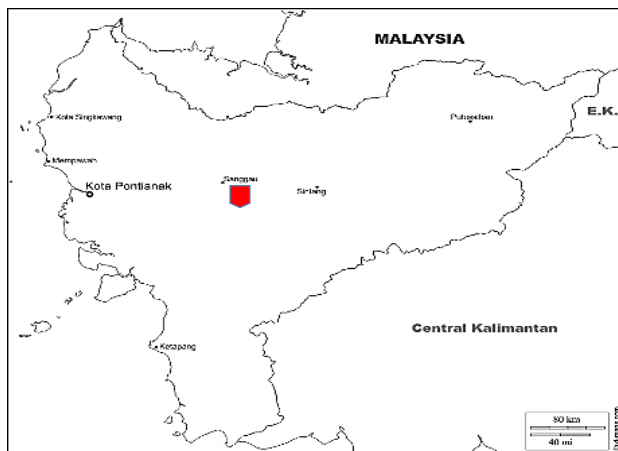 MALAYSIA
E.K.
Kota Singkawang
Putussibau
Mempawah
Sanggau
Kota Pontianak
Sintang
Central Kalimantan
Ketapang
80 km
40 mi